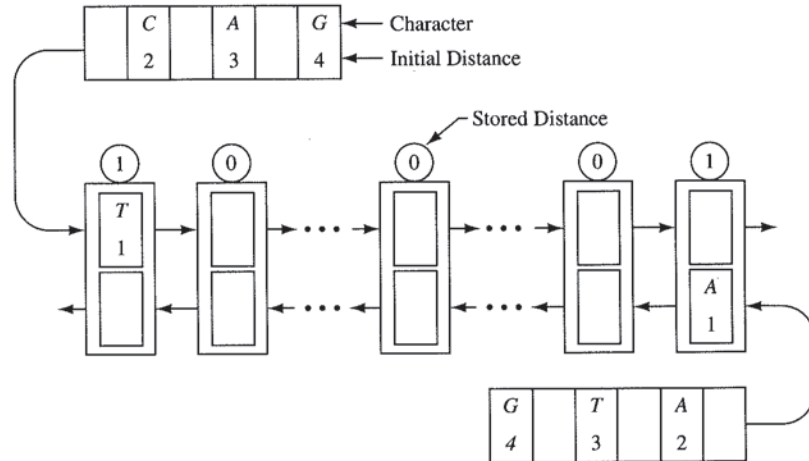 C A G Character
2 3 4 Initial Distance
Stored Distance
1 0 0 0 1
T
1
A
1
G T A
4 3 2